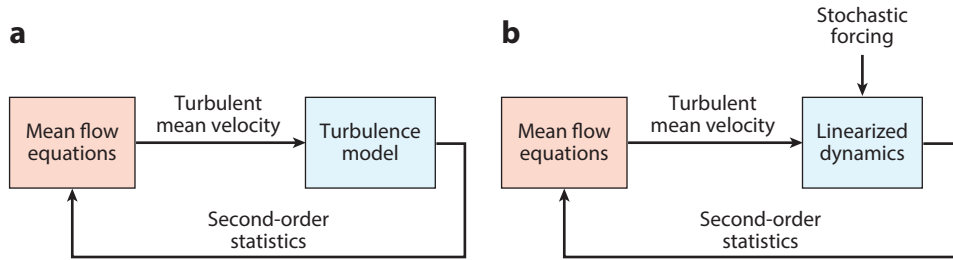 a
Mean flow
equations
Turbulent
mean velocity
Turbulence
model
Second-order
statistics
b
Stochastic
forcing
Mean flow
equations
Turbulent
mean velocity
Linearized
dynamics
Second-order
statistics